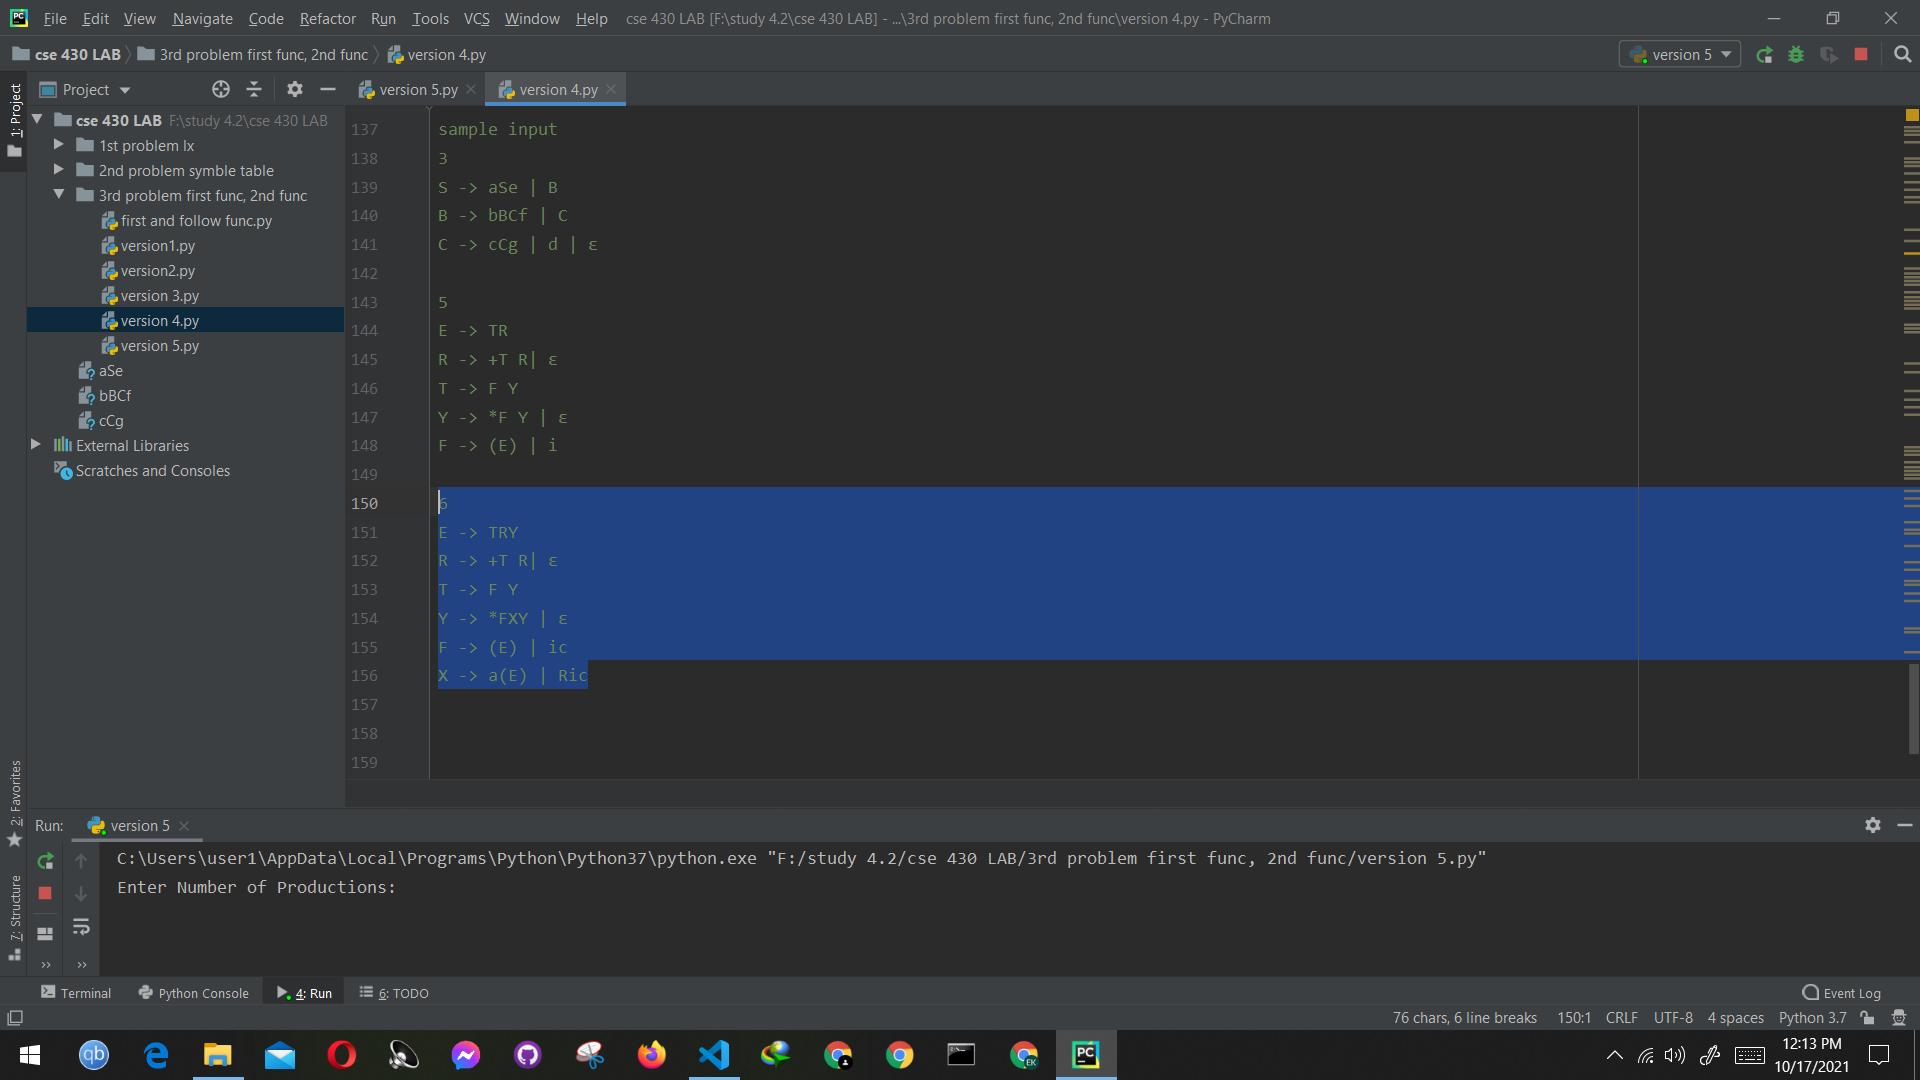 File Edit View Navigate Code Refactor Run Tools VCS Window Help cse 430 LAB [F:\study 4.2\cse 430 LAB] - ...\3rd problem first func, 2nd func\version 4.py - PyCharm
cse 430 LAB 3rd problem first func, 2nd func version 4.py version 5
1: Project
Project
version 5.py version 4.py
cse 430 LAB F:\study 4.2\cse 430 LAB
1st problem lx
2nd problem symble table
3rd problem first func, 2nd func
first and follow func.py
version1.py
version2.py
version 3.py
version 4.py
version 5.py
aSe
bBCf
cCg
External Libraries
Scratches and Consoles
137 sample input
138 3
139 S -> aSe | B
140 B -> bBCf | C
141 C -> cCg | d | ε
142
143 5
144 E -> TR
145 R -> +T R| ε
146 T -> F Y
147 Y -> *F Y | ε
148 F -> (E) | i
149
150 6
151 E -> TRY
152 R -> +T R| ε
153 T -> F Y
154 Y -> *FXY | ε
155 F -> (E) | ic
156 X -> a(E) | Ric
157
158
159
2: Favorites
7: Structure
Run: version 5
C:\Users\user1\AppData\Local\Programs\Python\Python37\python.exe "F:/study 4.2/cse 430 LAB/3rd problem first func, 2nd func/version 5.py"
Enter Number of Productions:
Terminal Python Console 4: Run 6: TODO Event Log
76 chars, 6 line breaks 150:1 CRLF UTF-8 4 spaces Python 3.7
qb EK PC
12:13 PM
10/17/2021